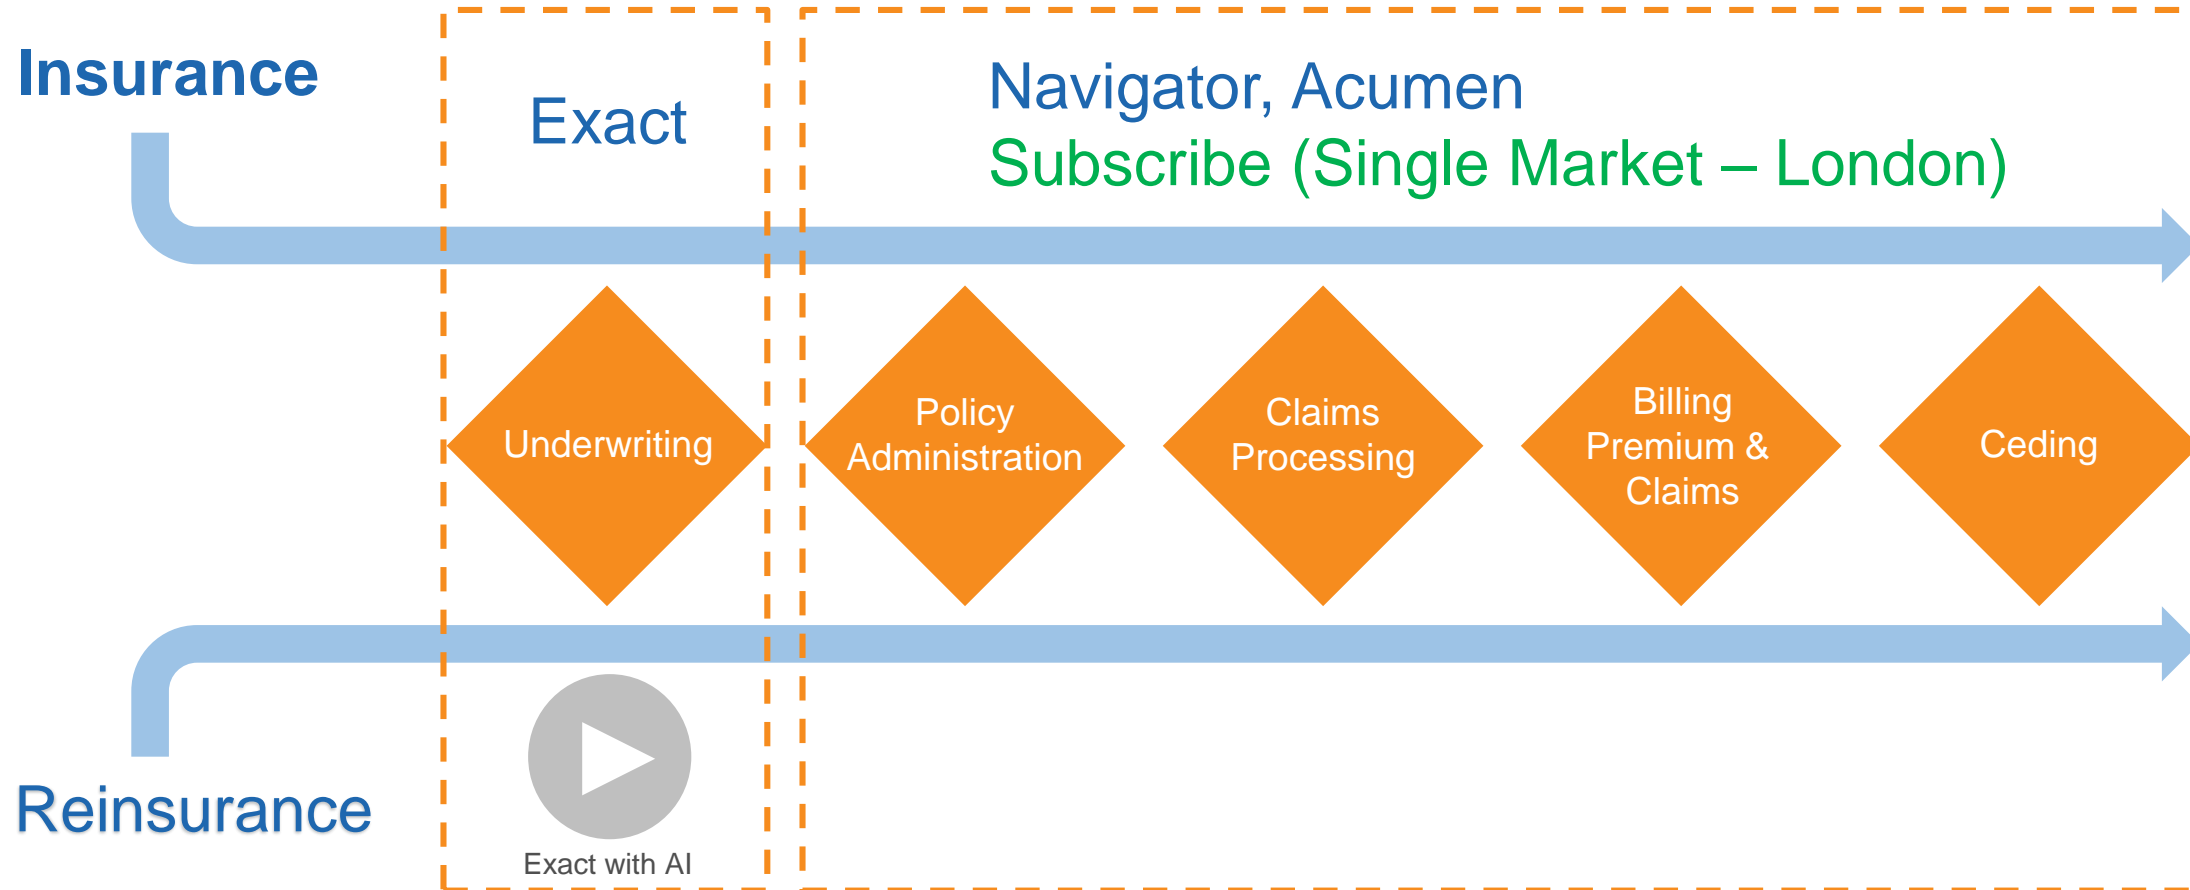 Insurance
Exact
Navigator, Acumen
Subscribe (Single Market – London)
Underwriting
Policy
Administration
Claims
Processing
Billing
Premium &
Claims
Ceding
Reinsurance
Exact with AI